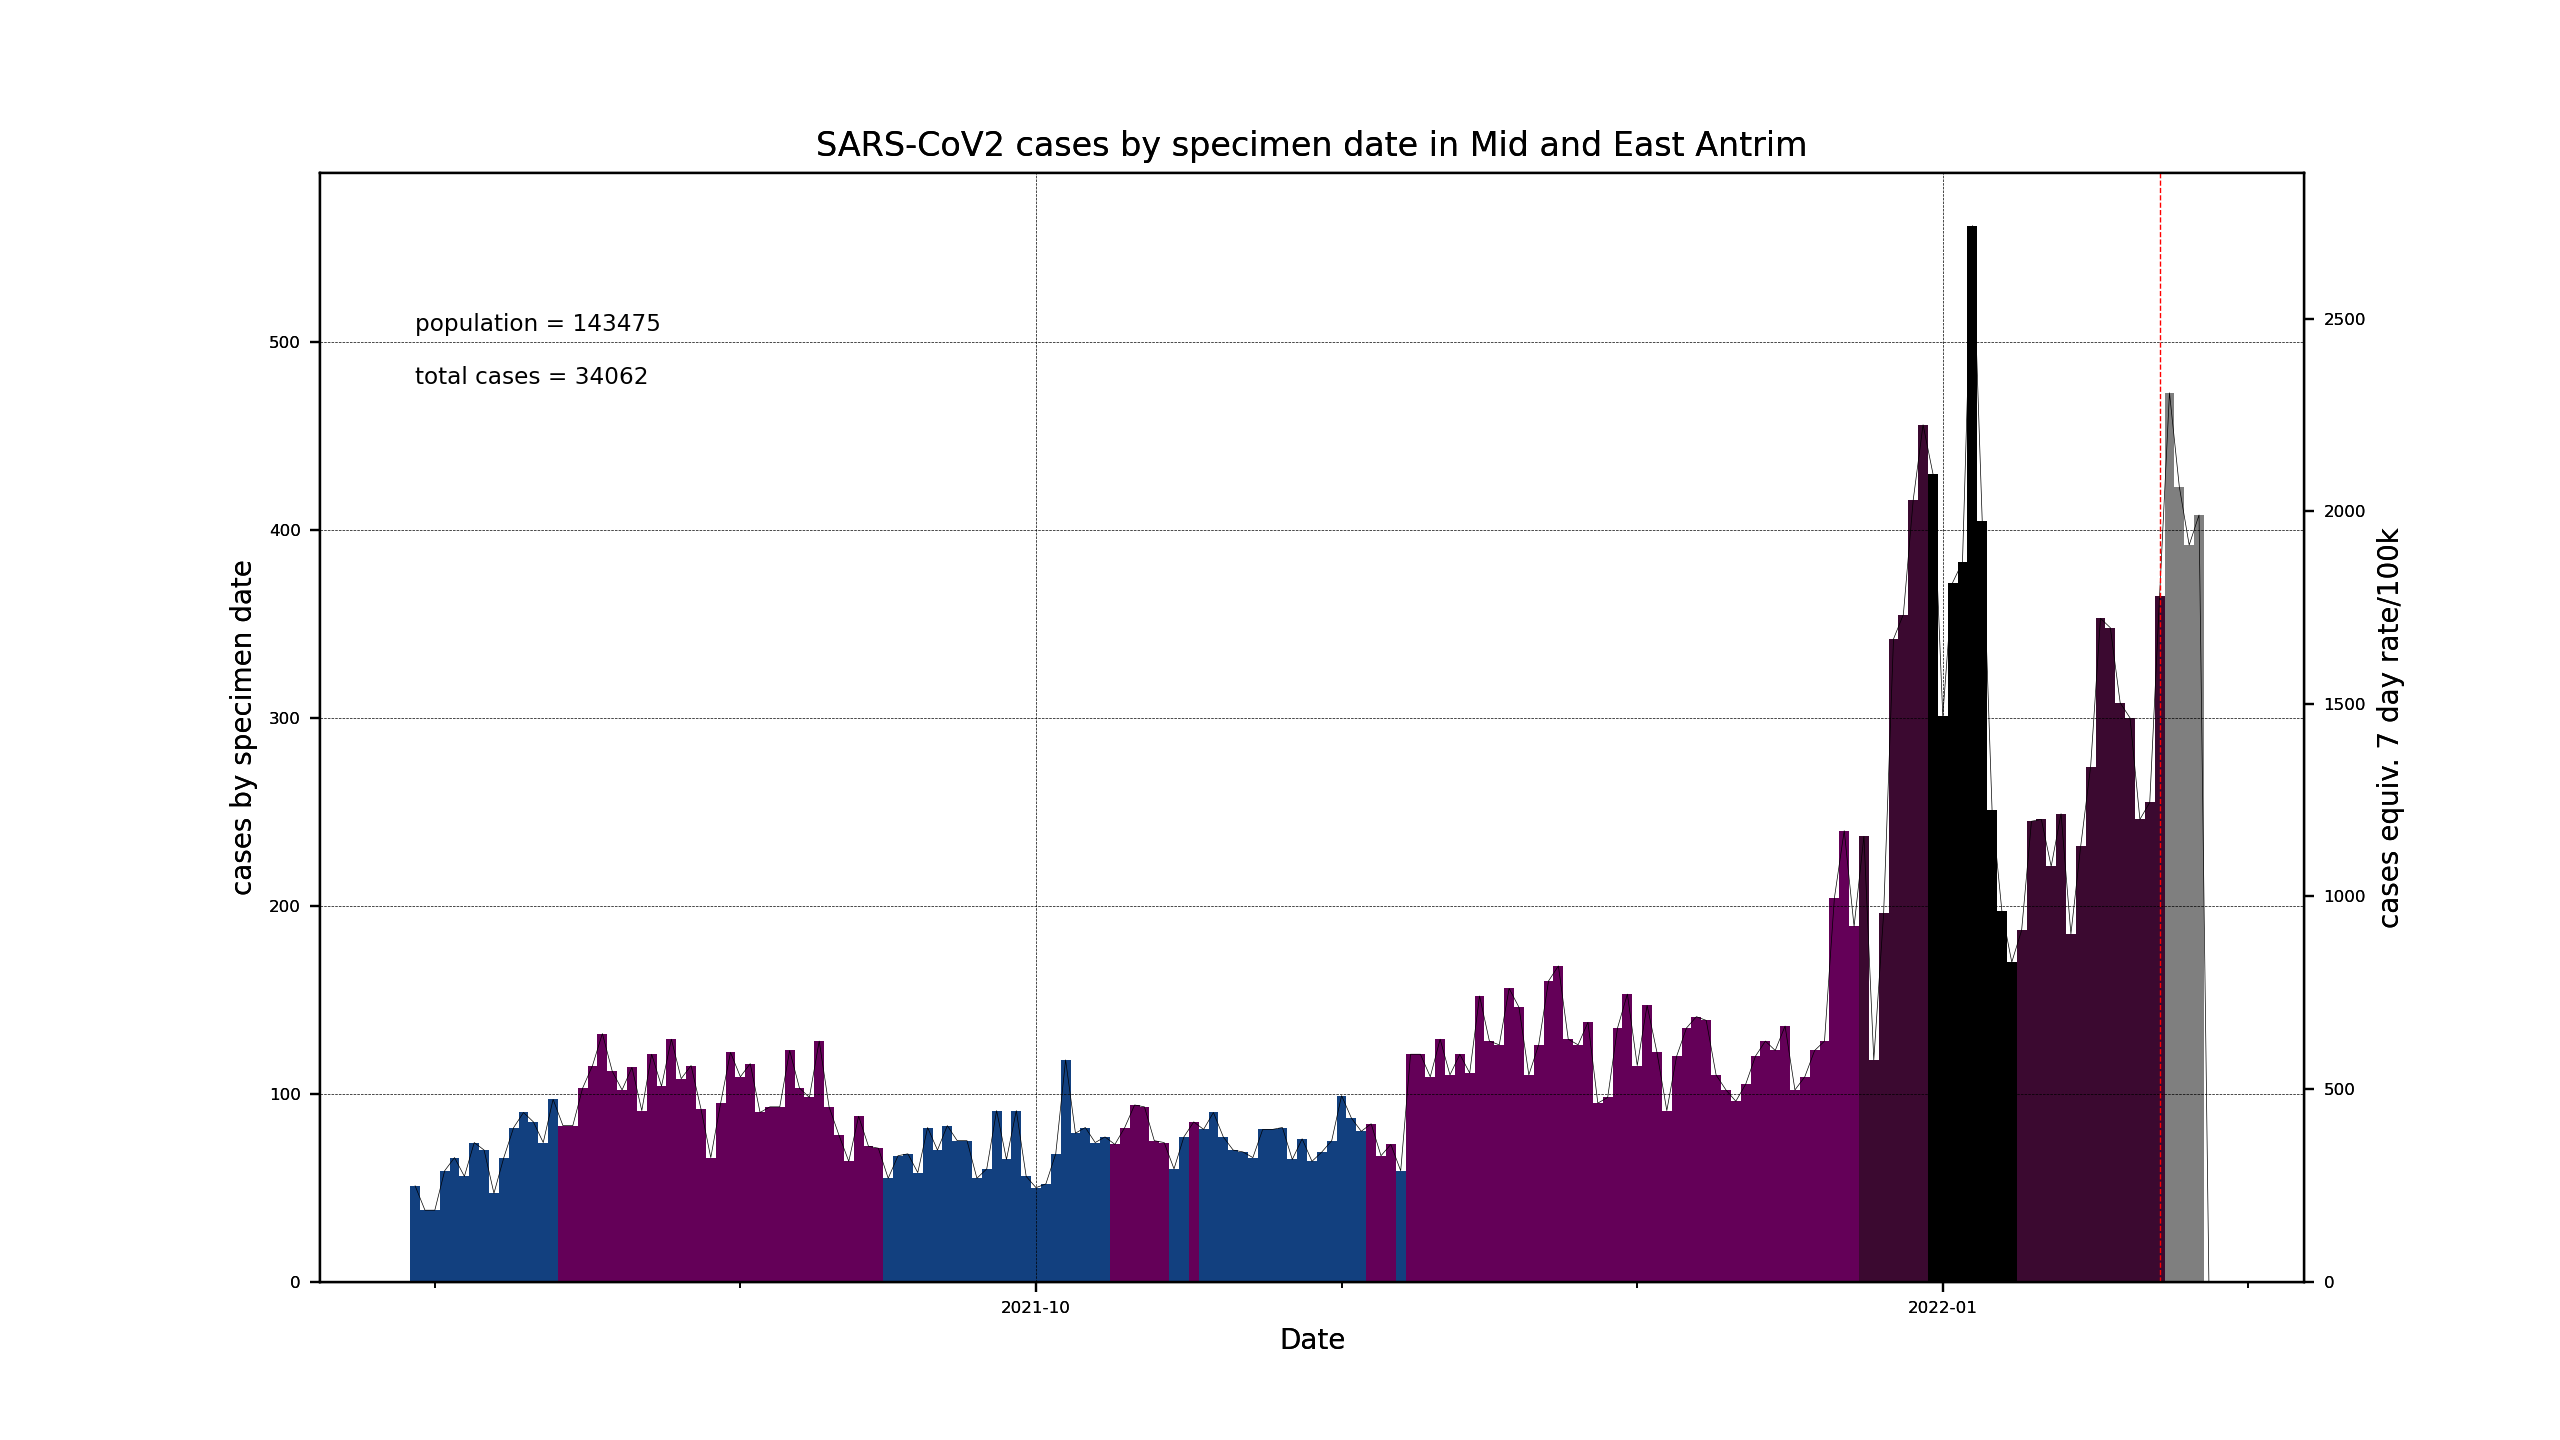 SARS-CoV2 cases by specimen date in Mid and East Antrim
population = 143475
total cases = 34062
cases by specimen date
500
400
300
200
100
0
2500
2000
1500
1000
500
0
cases equiv. 7 day rate/100k
2021-10
2022-01
Date